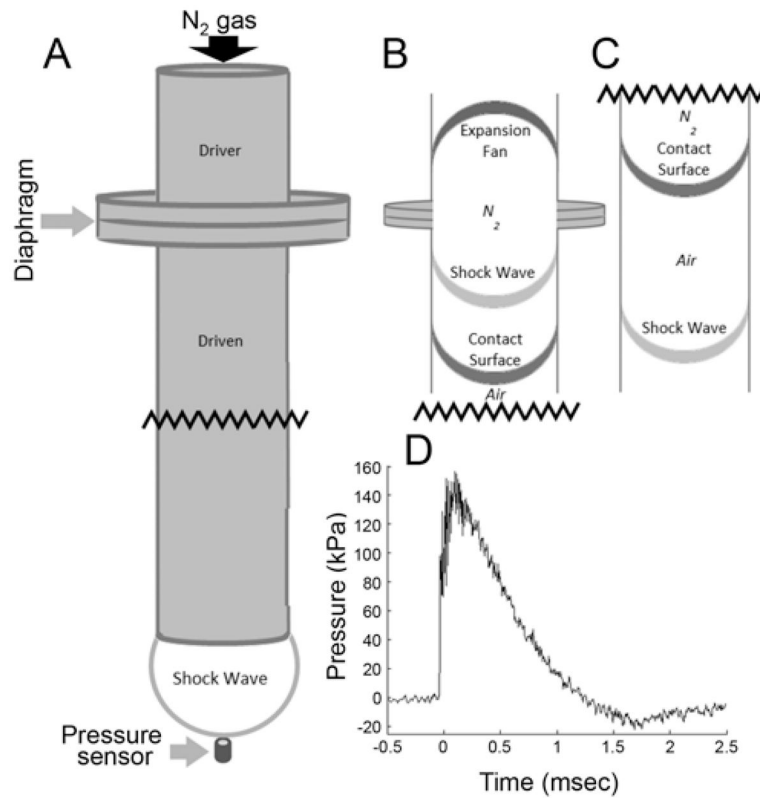 N2 gas
A
Driver
Diaphragm
Driven
Shock Wave
Pressure
sensor
B
Expansion
Fan
N2
Shock Wave
Contact
Surface
Air
C
N2
Contact
Surface
Air
Shock Wave
D
Pressure (kPa)
160
140
120
100
80
60
40
20
0
-20
-0.5
0
0.5
1
1.5
2
2.5
Time (msec)